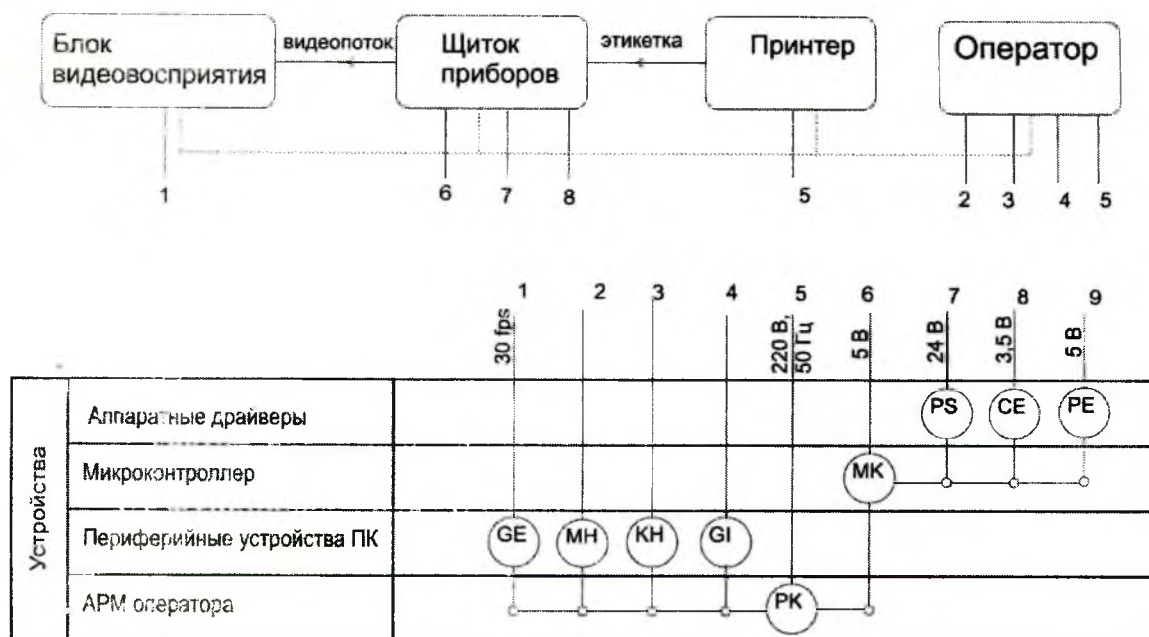 Блок
видеовосприятия
видеопоток
Щиток
приборов
этикетка
Принтер
Оператор
1
6
7
8
5
2
3
4
5
1
2
3
4
5
6
7
8
9
30 fps
220 В,
50 Гц
5 В
24 В
3,5 В
5 В
Устройства
Аппаратные драйверы
PS
CE
PE
Микроконтроллер
МК
Периферийные устройства ПК
GE
MH
KH
GI
АРМ оператора
PK